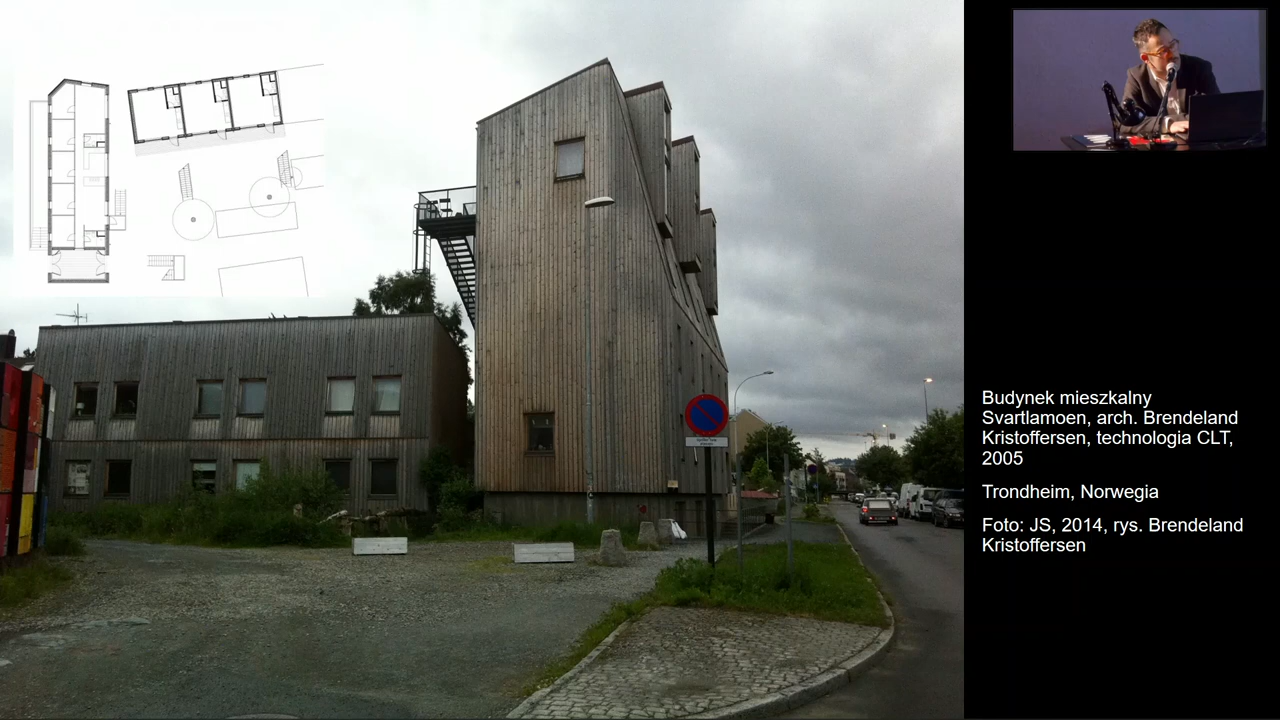 Budynek mieszkalny
Svartlamoen, arch. Brendeland
Kristoffersen, technologia CLT,
2005
Trondheim, Norwegia
Foto: JS, 2014, rys. Brendeland
Kristoffersen